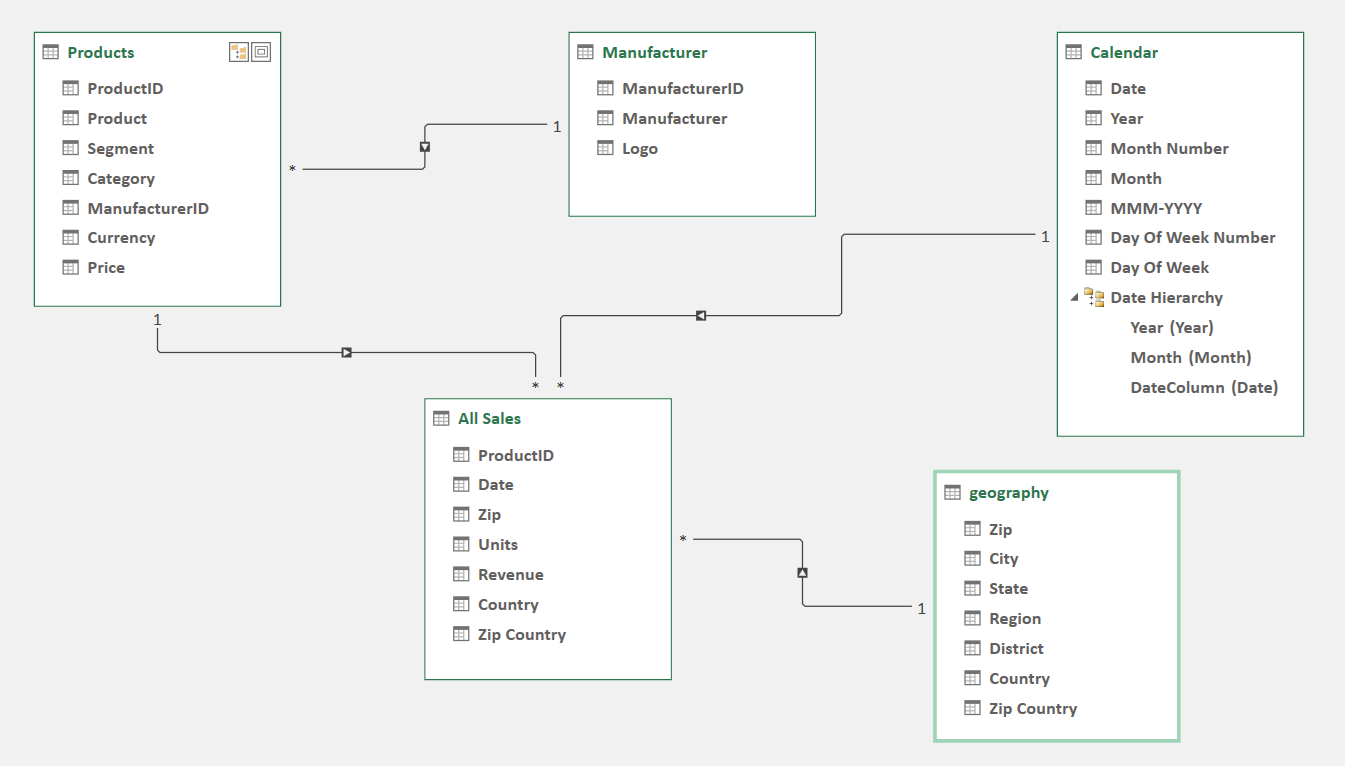 Products
ProductID
Product
Segment
Category
ManufacturerID
Currency
Price
Manufacturer
ManufacturerID
Manufacturer
Logo
Calendar
Date
Year
Month Number
Month
MMM-YYYY
Day Of Week Number
Day Of Week
Date Hierarchy
Year (Year)
Month (Month)
DateColumn (Date)
1
*
1
1
*
*
All Sales
ProductID
Date
Zip
Units
Revenue
Country
Zip Country
*
1
geography
Zip
City
State
Region
District
Country
Zip Country